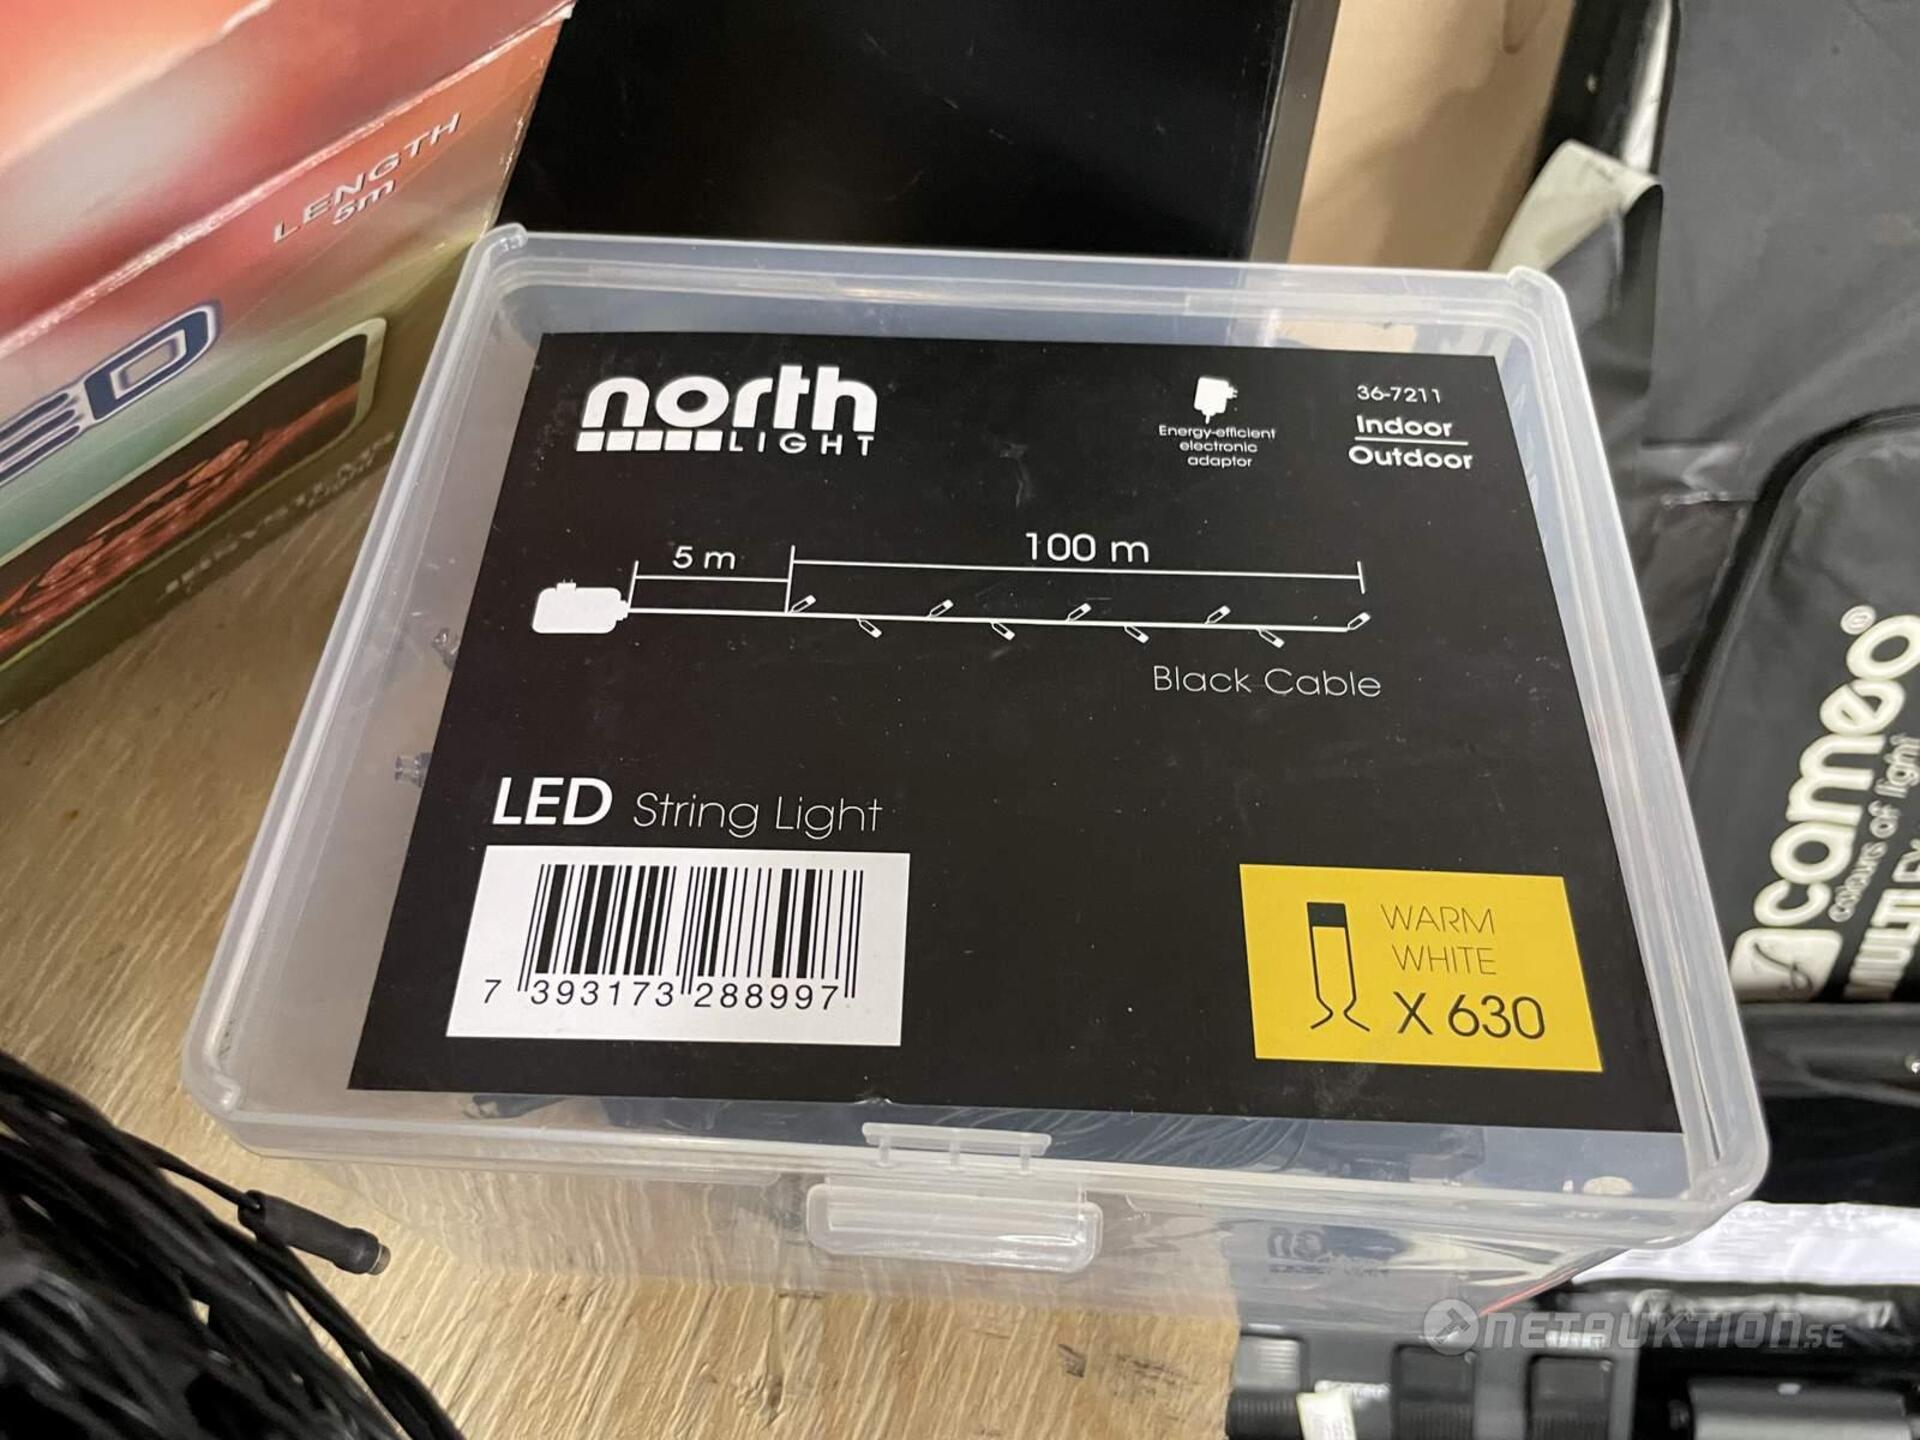 LENGTH
5m
north
LIGHT
Energy-efficient
electronic
adaptor
36-7211
Indoor
Outdoor
5 m
100 m
Black Cable
LED String Light
7 393173 288997
WARM
WHITE
X 630
cameo®
colours of light
NETAUKTION.SE